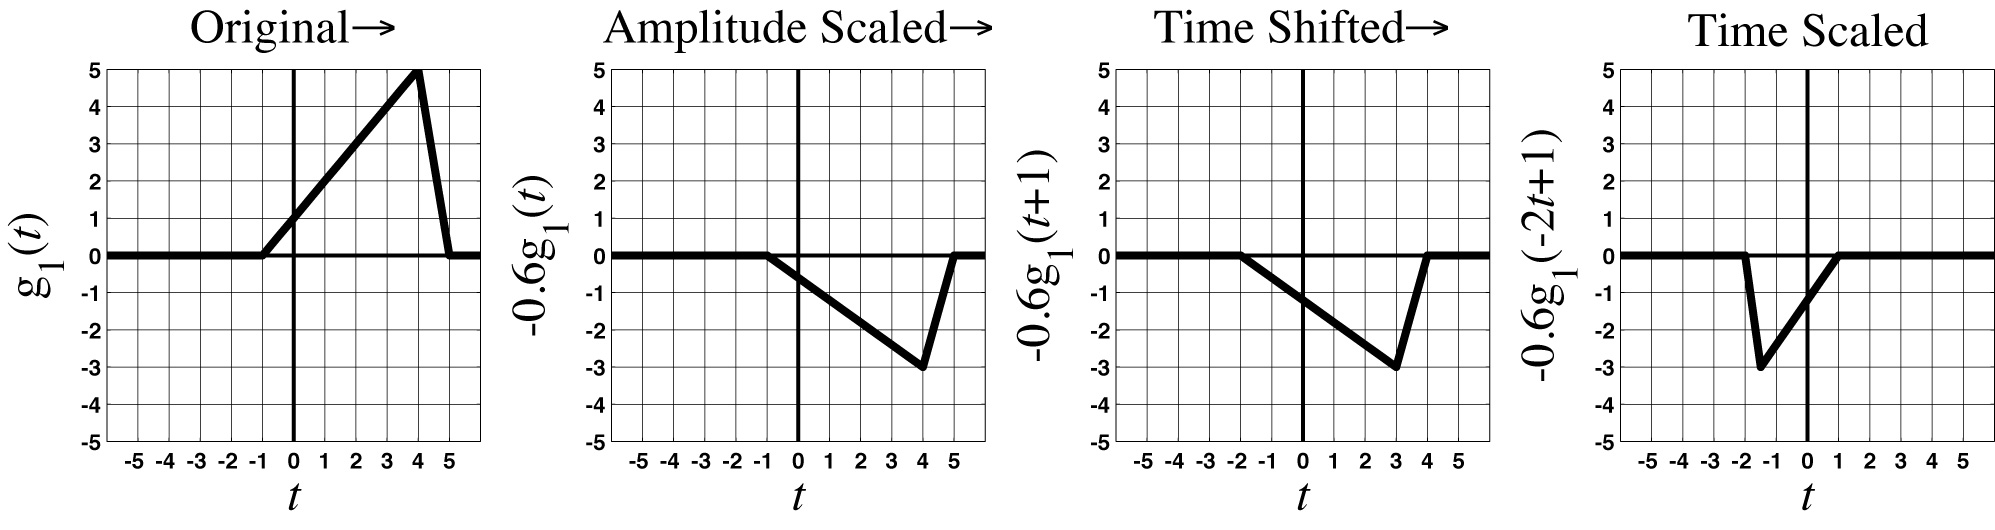 Original→
Amplitude Scaled→
Time Shifted→
Time Scaled
g1(t)
5
4
3
2
1
0
-1
-2
-3
-4
-5
-5 -4 -3 -2 -1 0 1 2 3 4 5
t
-0.6g1(t)
5
4
3
2
1
0
-1
-2
-3
-4
-5
-5 -4 -3 -2 -1 0 1 2 3 4 5
t
-0.6g1(t+1)
5
4
3
2
1
0
-1
-2
-3
-4
-5
-5 -4 -3 -2 -1 0 1 2 3 4 5
t
-0.6g1(-2t+1)
5
4
3
2
1
0
-1
-2
-3
-4
-5
-5 -4 -3 -2 -1 0 1 2 3 4 5
t